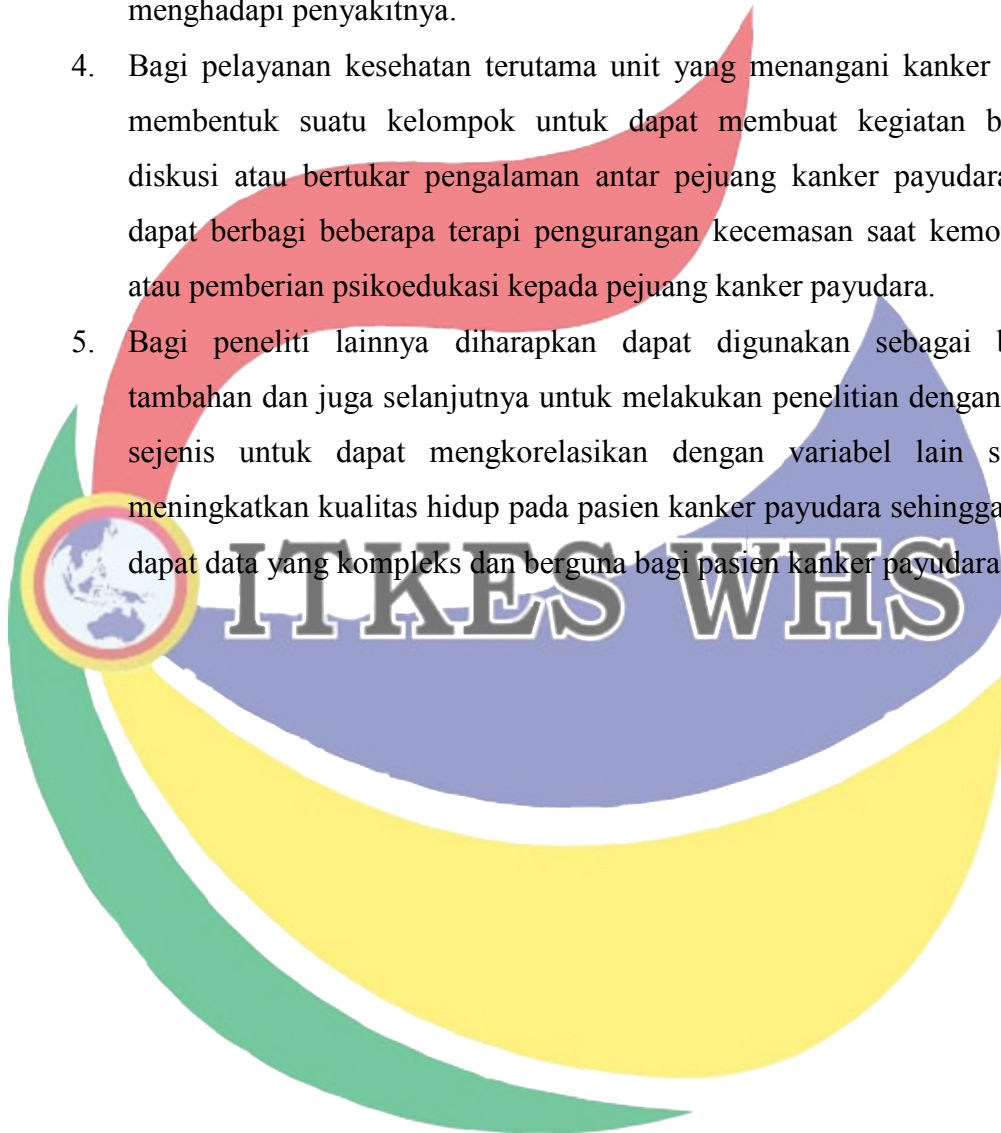 menghadapi penyakitnya.
4. Bagi pelayanan kesehatan terutama unit yang menangani kanker
membentuk suatu kelompok untuk dapat membuat kegiatan
diskusi atau bertukar pengalaman antar pejuang kanker payudara
dapat berbagi beberapa terapi pengurangan kecemasan saat
atau pemberian psikoedukasi kepada pejuang kanker payudara.
5. Bagi peneliti lainnya diharapkan dapat digunakan sebagai
tambahan dan juga selanjutnya untuk melakukan penelitian dengan
sejenis untuk dapat mengkorelasikan dengan variabel lain
meningkatkan kualitas hidup pada pasien kanker payudara sehingga
dapat data yang kompleks dan berguna bagi pasien kanker payudara
ITKES WHS